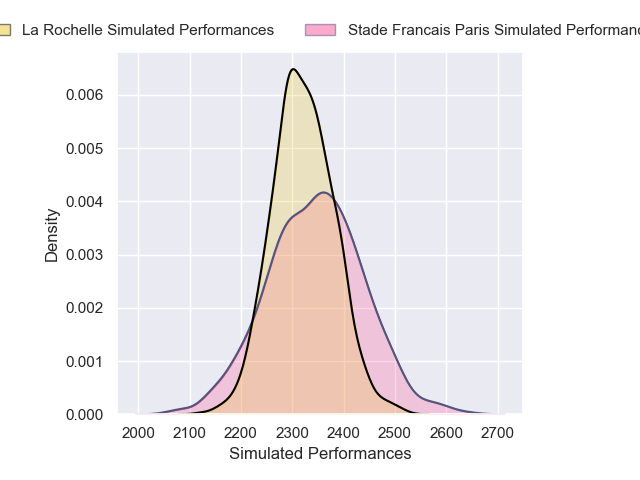 La Rochelle Simulated Performances
Stade Francais Paris Simulated
0.006
0.005
0.004
0.003
0.002
0.001
0.000
Density
2000 2100 2200 2300 2400 2500 2600 2700
Simulated Performances